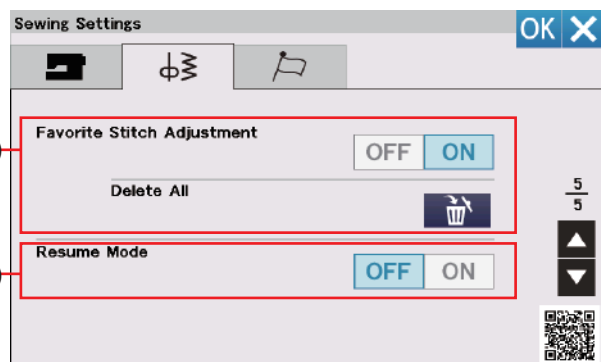 Sewing Settings
OK
Favorite Stitch Adjustment
OFF ON
Delete All
5
5
Resume Mode
OFF ON